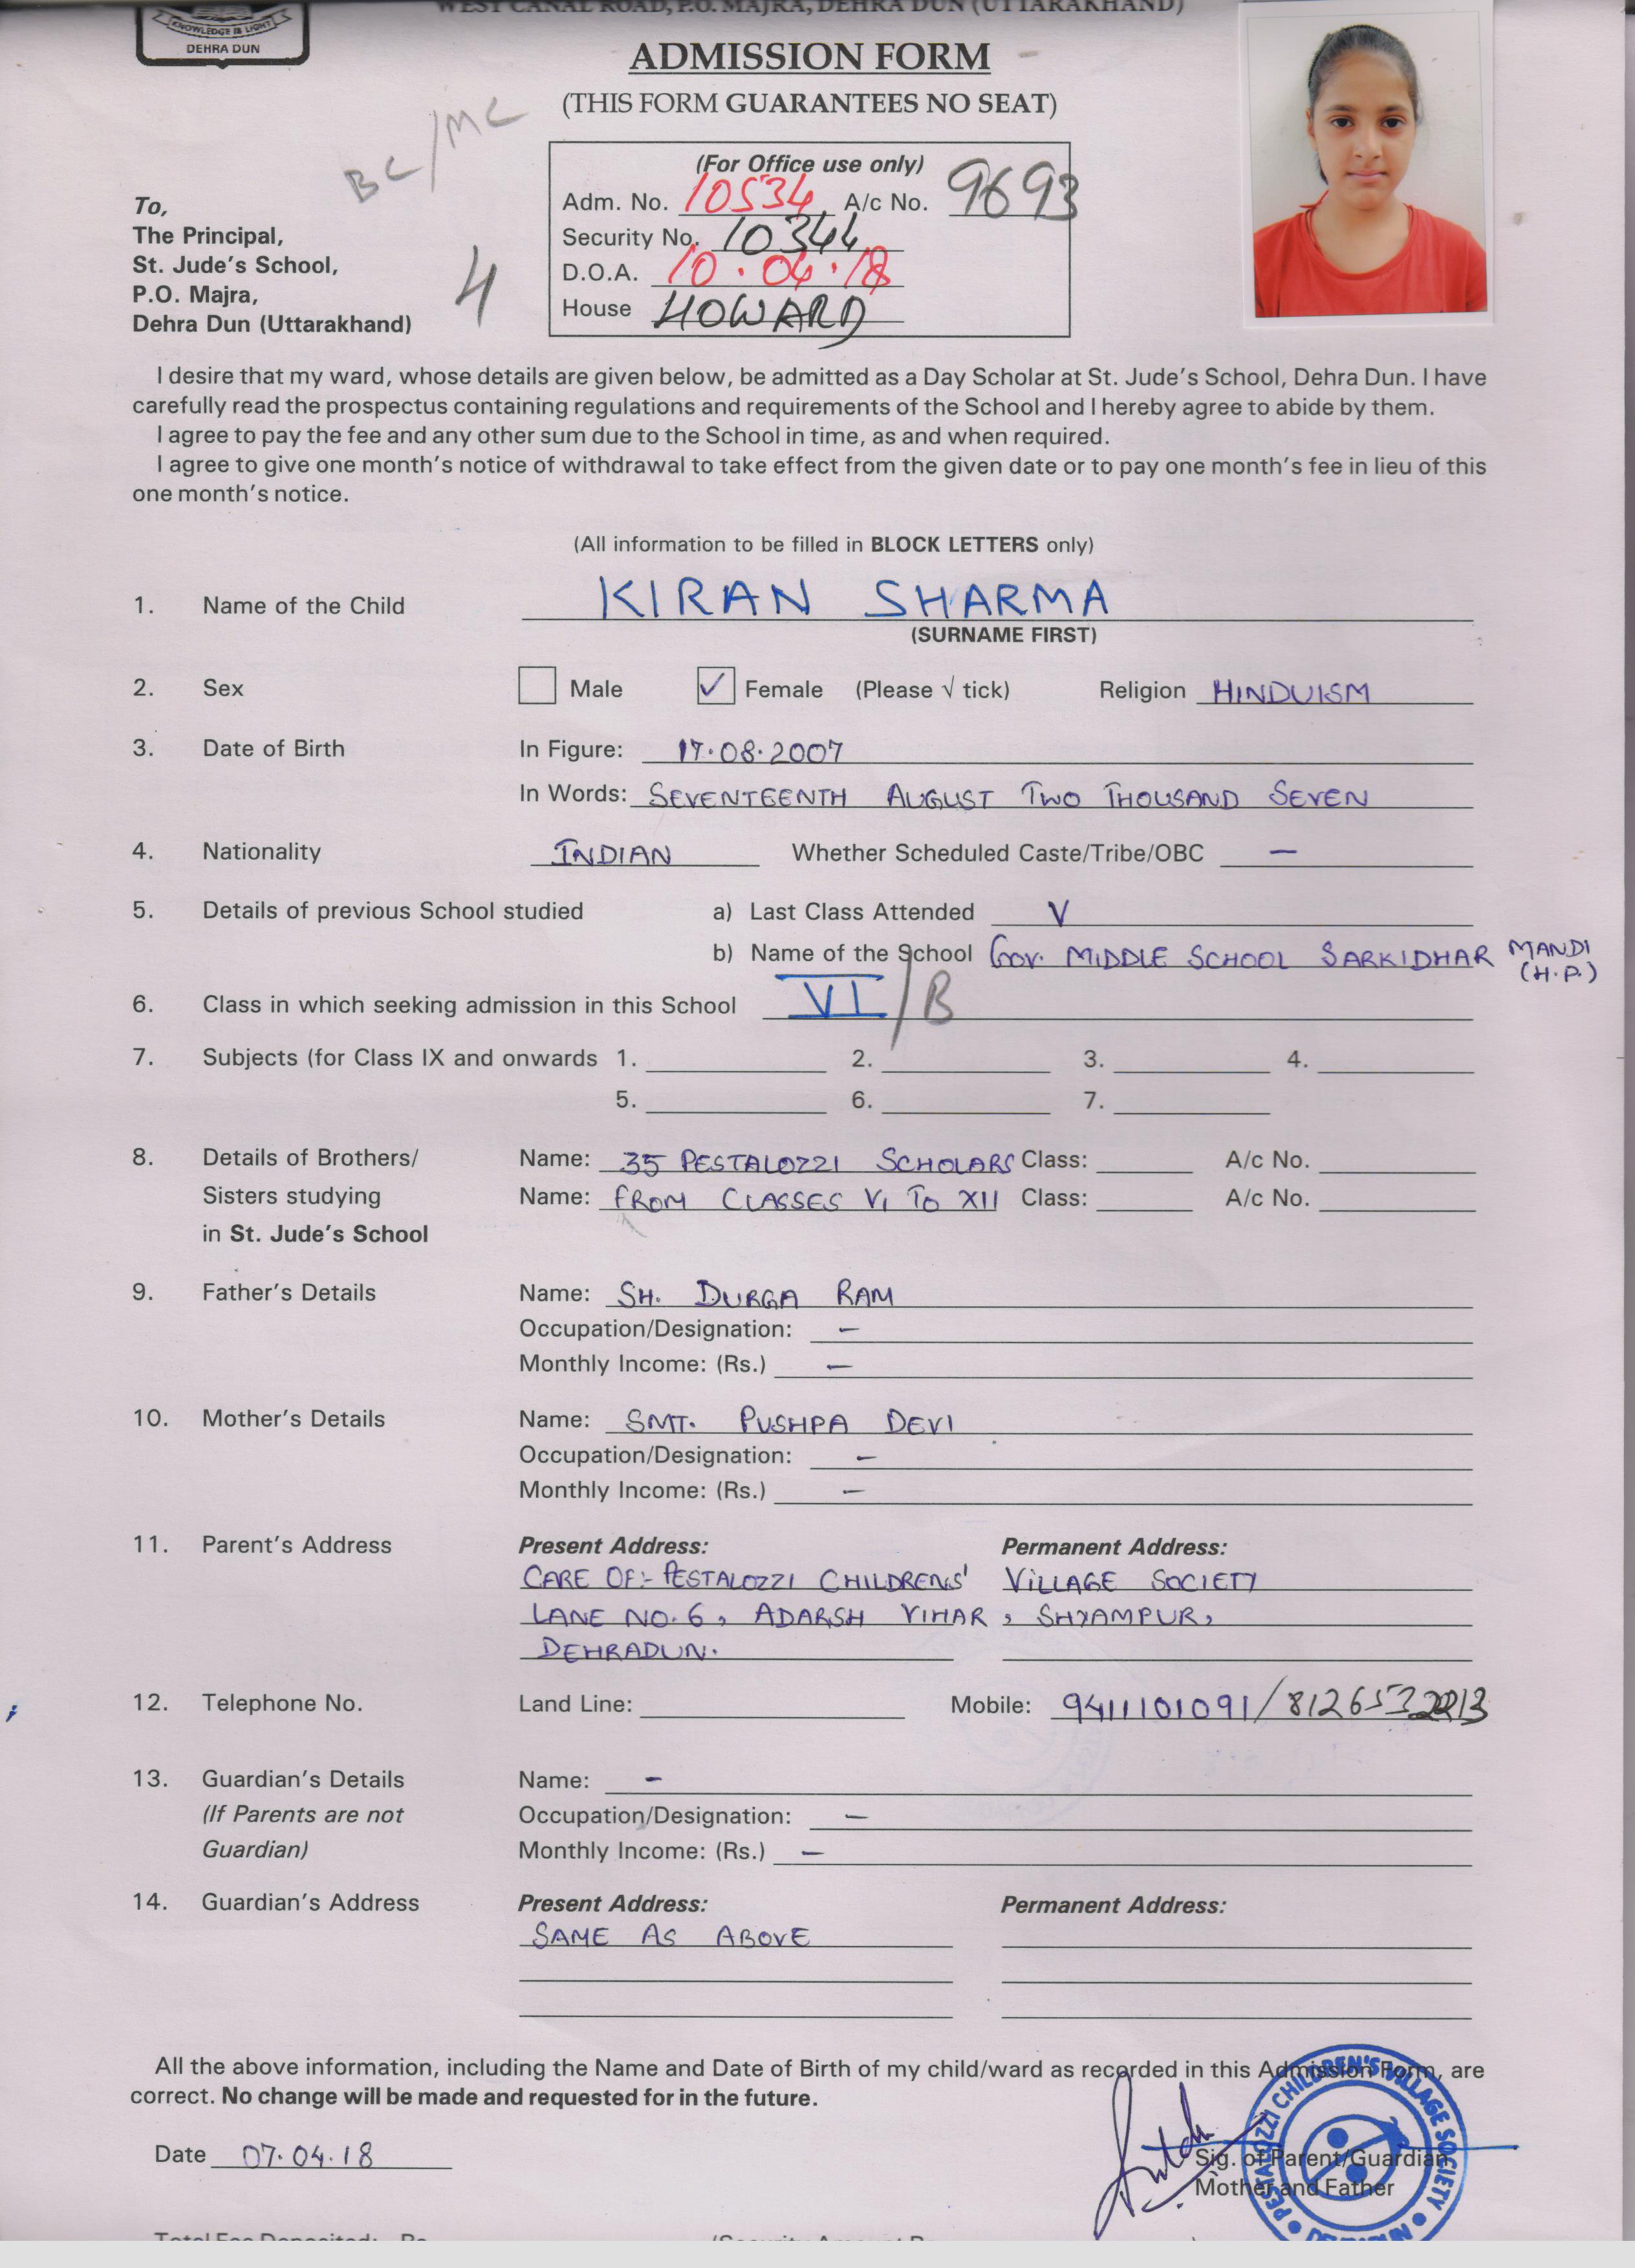 WEST CANAL ROAD, P.O. MAJRA, DEHRA DUN (UTTARAKHAND)
KNOWLEDGE IS LIGHT
DEHRA DUN
ADMISSION FORM
(THIS FORM GUARANTEES NO SEAT)
BC/MC
(For Office use only)
Adm. No. 10534 A/c No. 9693
Security No. 10344
D.O.A. 10.04.18
House HOWARD
To,
The Principal,
St. Jude's School,
P.O. Majra,
Dehra Dun (Uttarakhand)
4
I desire that my ward, whose details are given below, be admitted as a Day Scholar at St. Jude's School, Dehra Dun. I have
carefully read the prospectus containing regulations and requirements of the School and I hereby agree to abide by them.
I agree to pay the fee and any other sum due to the School in time, as and when required.
I agree to give one month's notice of withdrawal to take effect from the given date or to pay one month's fee in lieu of this
one month's notice.
(All information to be filled in BLOCK LETTERS only)
1. Name of the Child KIRAN SHARMA
(SURNAME FIRST)
2. Sex Male ✓ Female (Please √ tick) Religion HINDUISM
3. Date of Birth In Figure: 17.08.2007
In Words: SEVENTEENTH AUGUST TWO THOUSAND SEVEN
4. Nationality INDIAN Whether Scheduled Caste/Tribe/OBC —
5. Details of previous School studied a) Last Class Attended V
b) Name of the School GOV. MIDDLE SCHOOL SARKIDHAR MANDI
(H.P.)
6. Class in which seeking admission in this School VI/B
7. Subjects (for Class IX and onwards 1. 2. 3. 4.
5. 6. 7.
8. Details of Brothers/ Name: 35 PESTALOZZI SCHOLARS Class: A/c No.
Sisters studying Name: FROM CLASSES VI TO XII Class: A/c No.
in St. Jude's School
9. Father's Details Name: SH. DURGA RAM
Occupation/Designation: —
Monthly Income: (Rs.) —
10. Mother's Details Name: SMT. PUSHPA DEVI
Occupation/Designation: —
Monthly Income: (Rs.) —
11. Parent's Address Present Address: Permanent Address:
CARE OF:- PESTALOZZI CHILDRENS' VILLAGE SOCIETY
LANE NO. 6, ADARSH VIHAR, SHYAMPUR,
DEHRADUN.
12. Telephone No. Land Line: Mobile: 9411101091/8126532213
13. Guardian's Details Name: —
(If Parents are not Occupation/Designation: —
Guardian) Monthly Income: (Rs.) —
14. Guardian's Address Present Address: Permanent Address:
SAME AS ABOVE
All the above information, including the Name and Date of Birth of my child/ward as recorded in this Admission Form, are
correct. No change will be made and requested for in the future.
Date 07.04.18
Sig. of Parent/Guardian
Mother and Father
PESTALOZZI CHILDREN'S VILLAGE SOCIETY